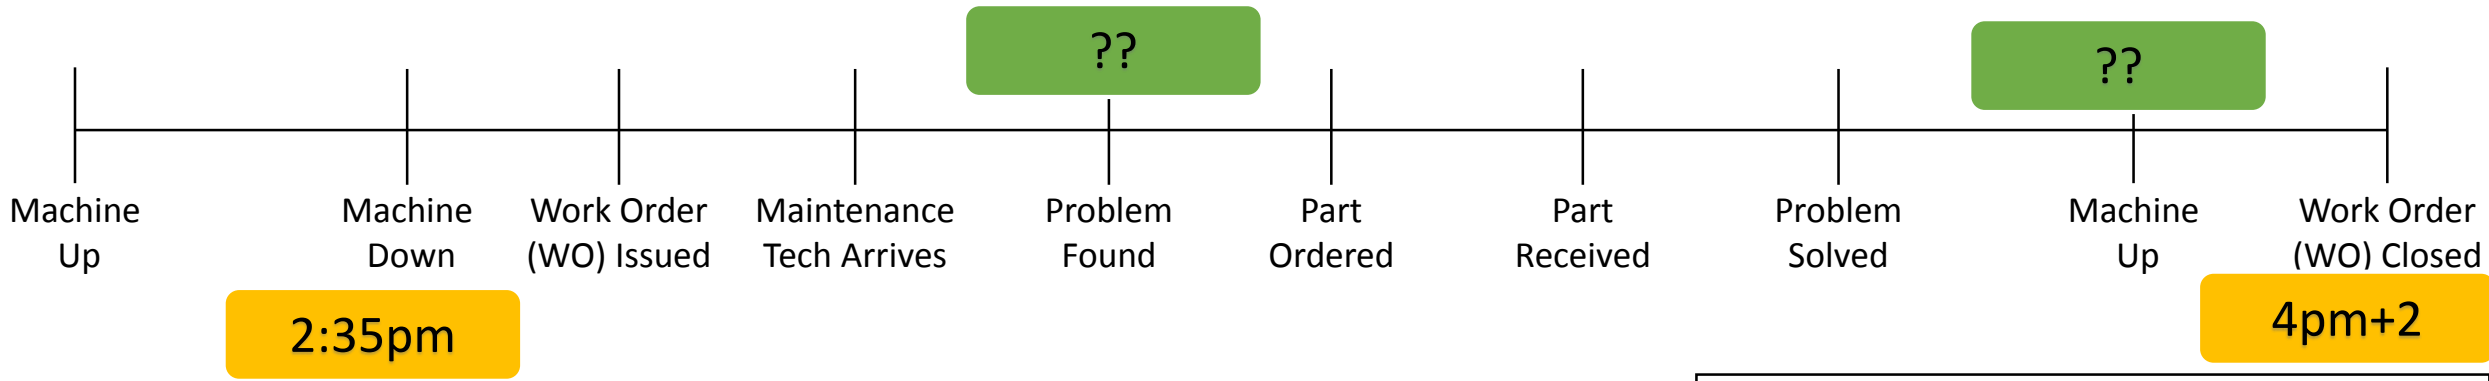 ??
??
Machine
Up
Machine
Down
Work Order
(WO) Issued
Maintenance
Tech Arrives
Problem
Found
Part
Ordered
Part
Received
Problem
Solved
Machine
Up
Work Order
(WO) Closed
2:35pm
4pm+2